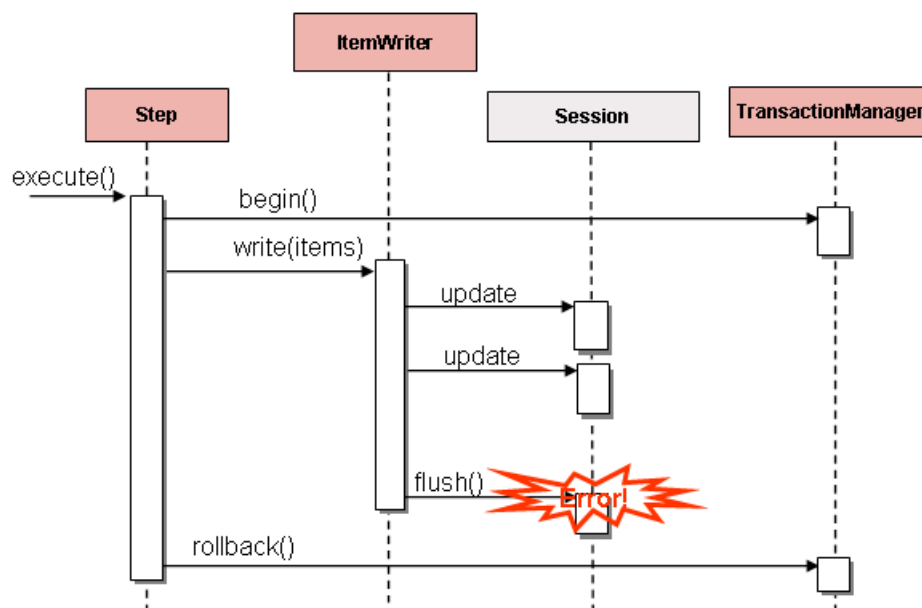 ItemWriter
Step
Session
TransactionManager
execute()
begin()
write(items)
update
update
flush()
Error!
rollback()